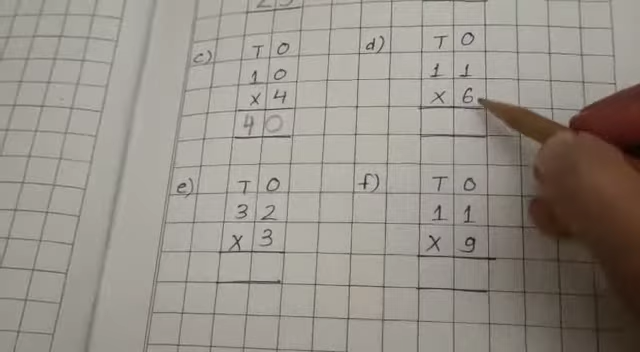 c) T O
1 0
x 4
4 0
d) T O
1 1
x 6
e) T O
3 2
x 3
f) T O
1 1
x 9